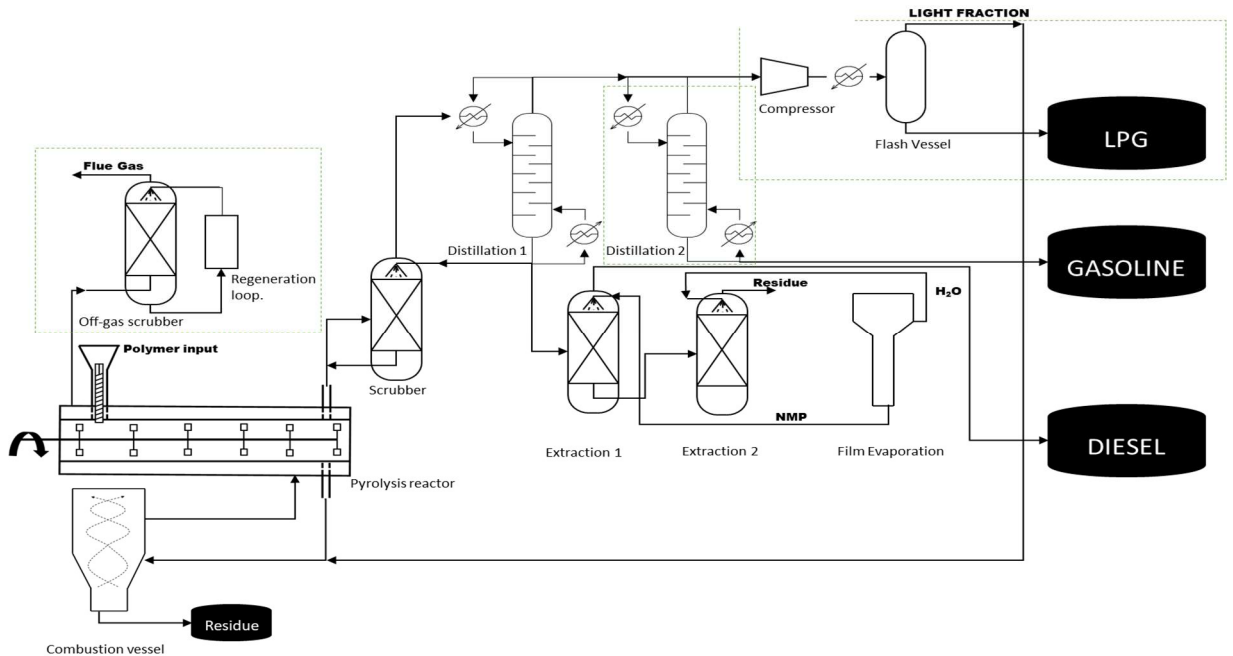 LIGHT FRACTION
Compressor
Flash Vessel
LPG
Flue Gas
Regeneration
loop.
Off-gas scrubber
Distillation 1
Distillation 2
GASOLINE
Polymer input
Scrubber
Residue
H₂O
NMP
Extraction 1
Extraction 2
Film Evaporation
DIESEL
Pyrolysis reactor
Residue
Combustion vessel